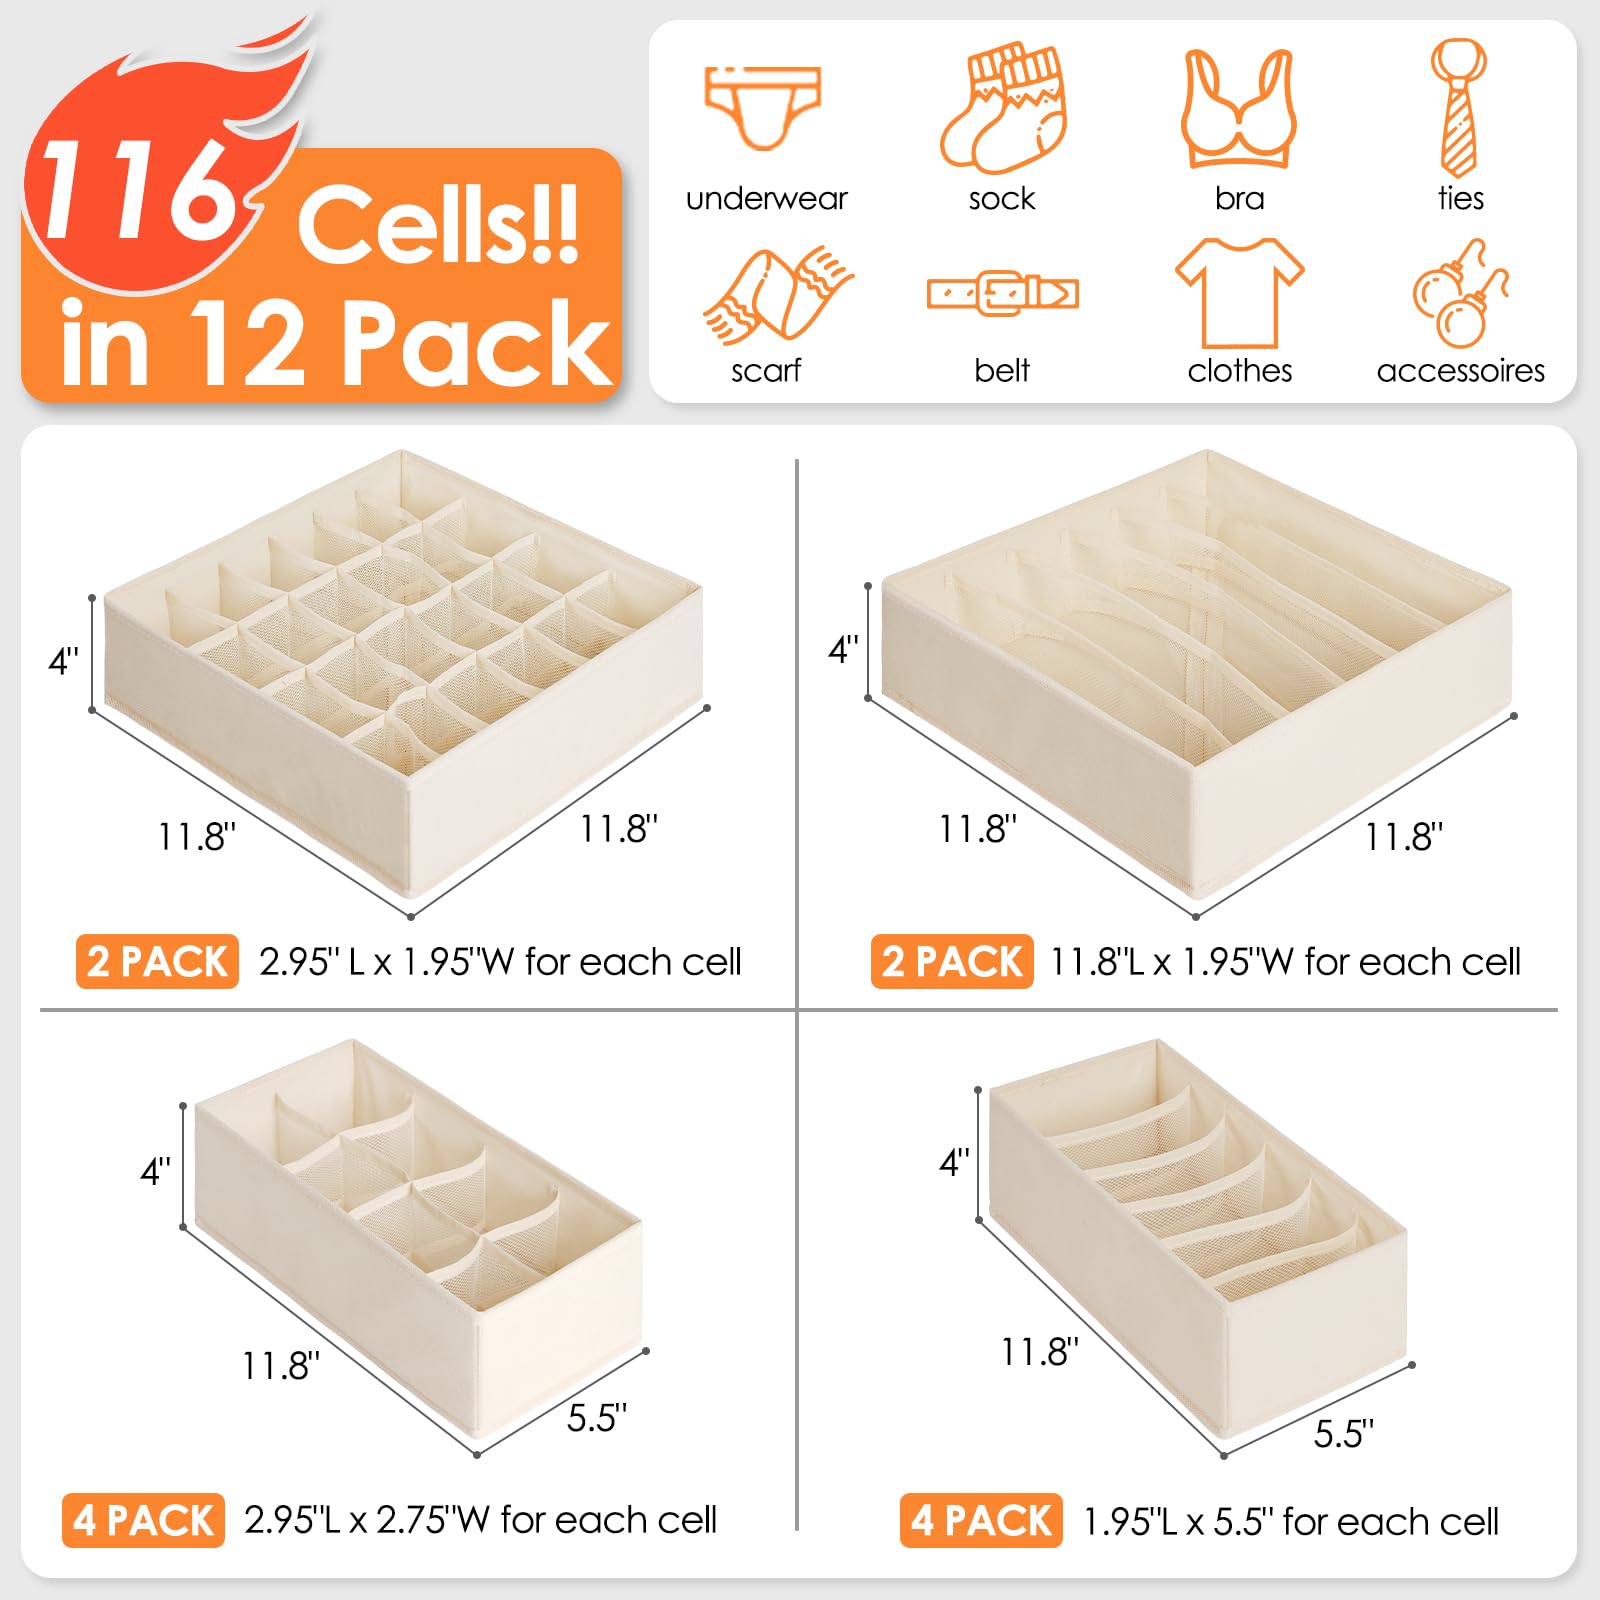 116 Cells!!
in 12 Pack
underwear sock bra ties
scarf belt clothes accessoires
4"
11.8"
11.8"
2 PACK 2.95" L x 1.95"W for each cell
4"
11.8"
11.8"
2 PACK 11.8"L x 1.95"W for each cell
4"
11.8"
5.5"
4 PACK 2.95"L x 2.75"W for each cell
4"
11.8"
5.5"
4 PACK 1.95"L x 5.5" for each cell